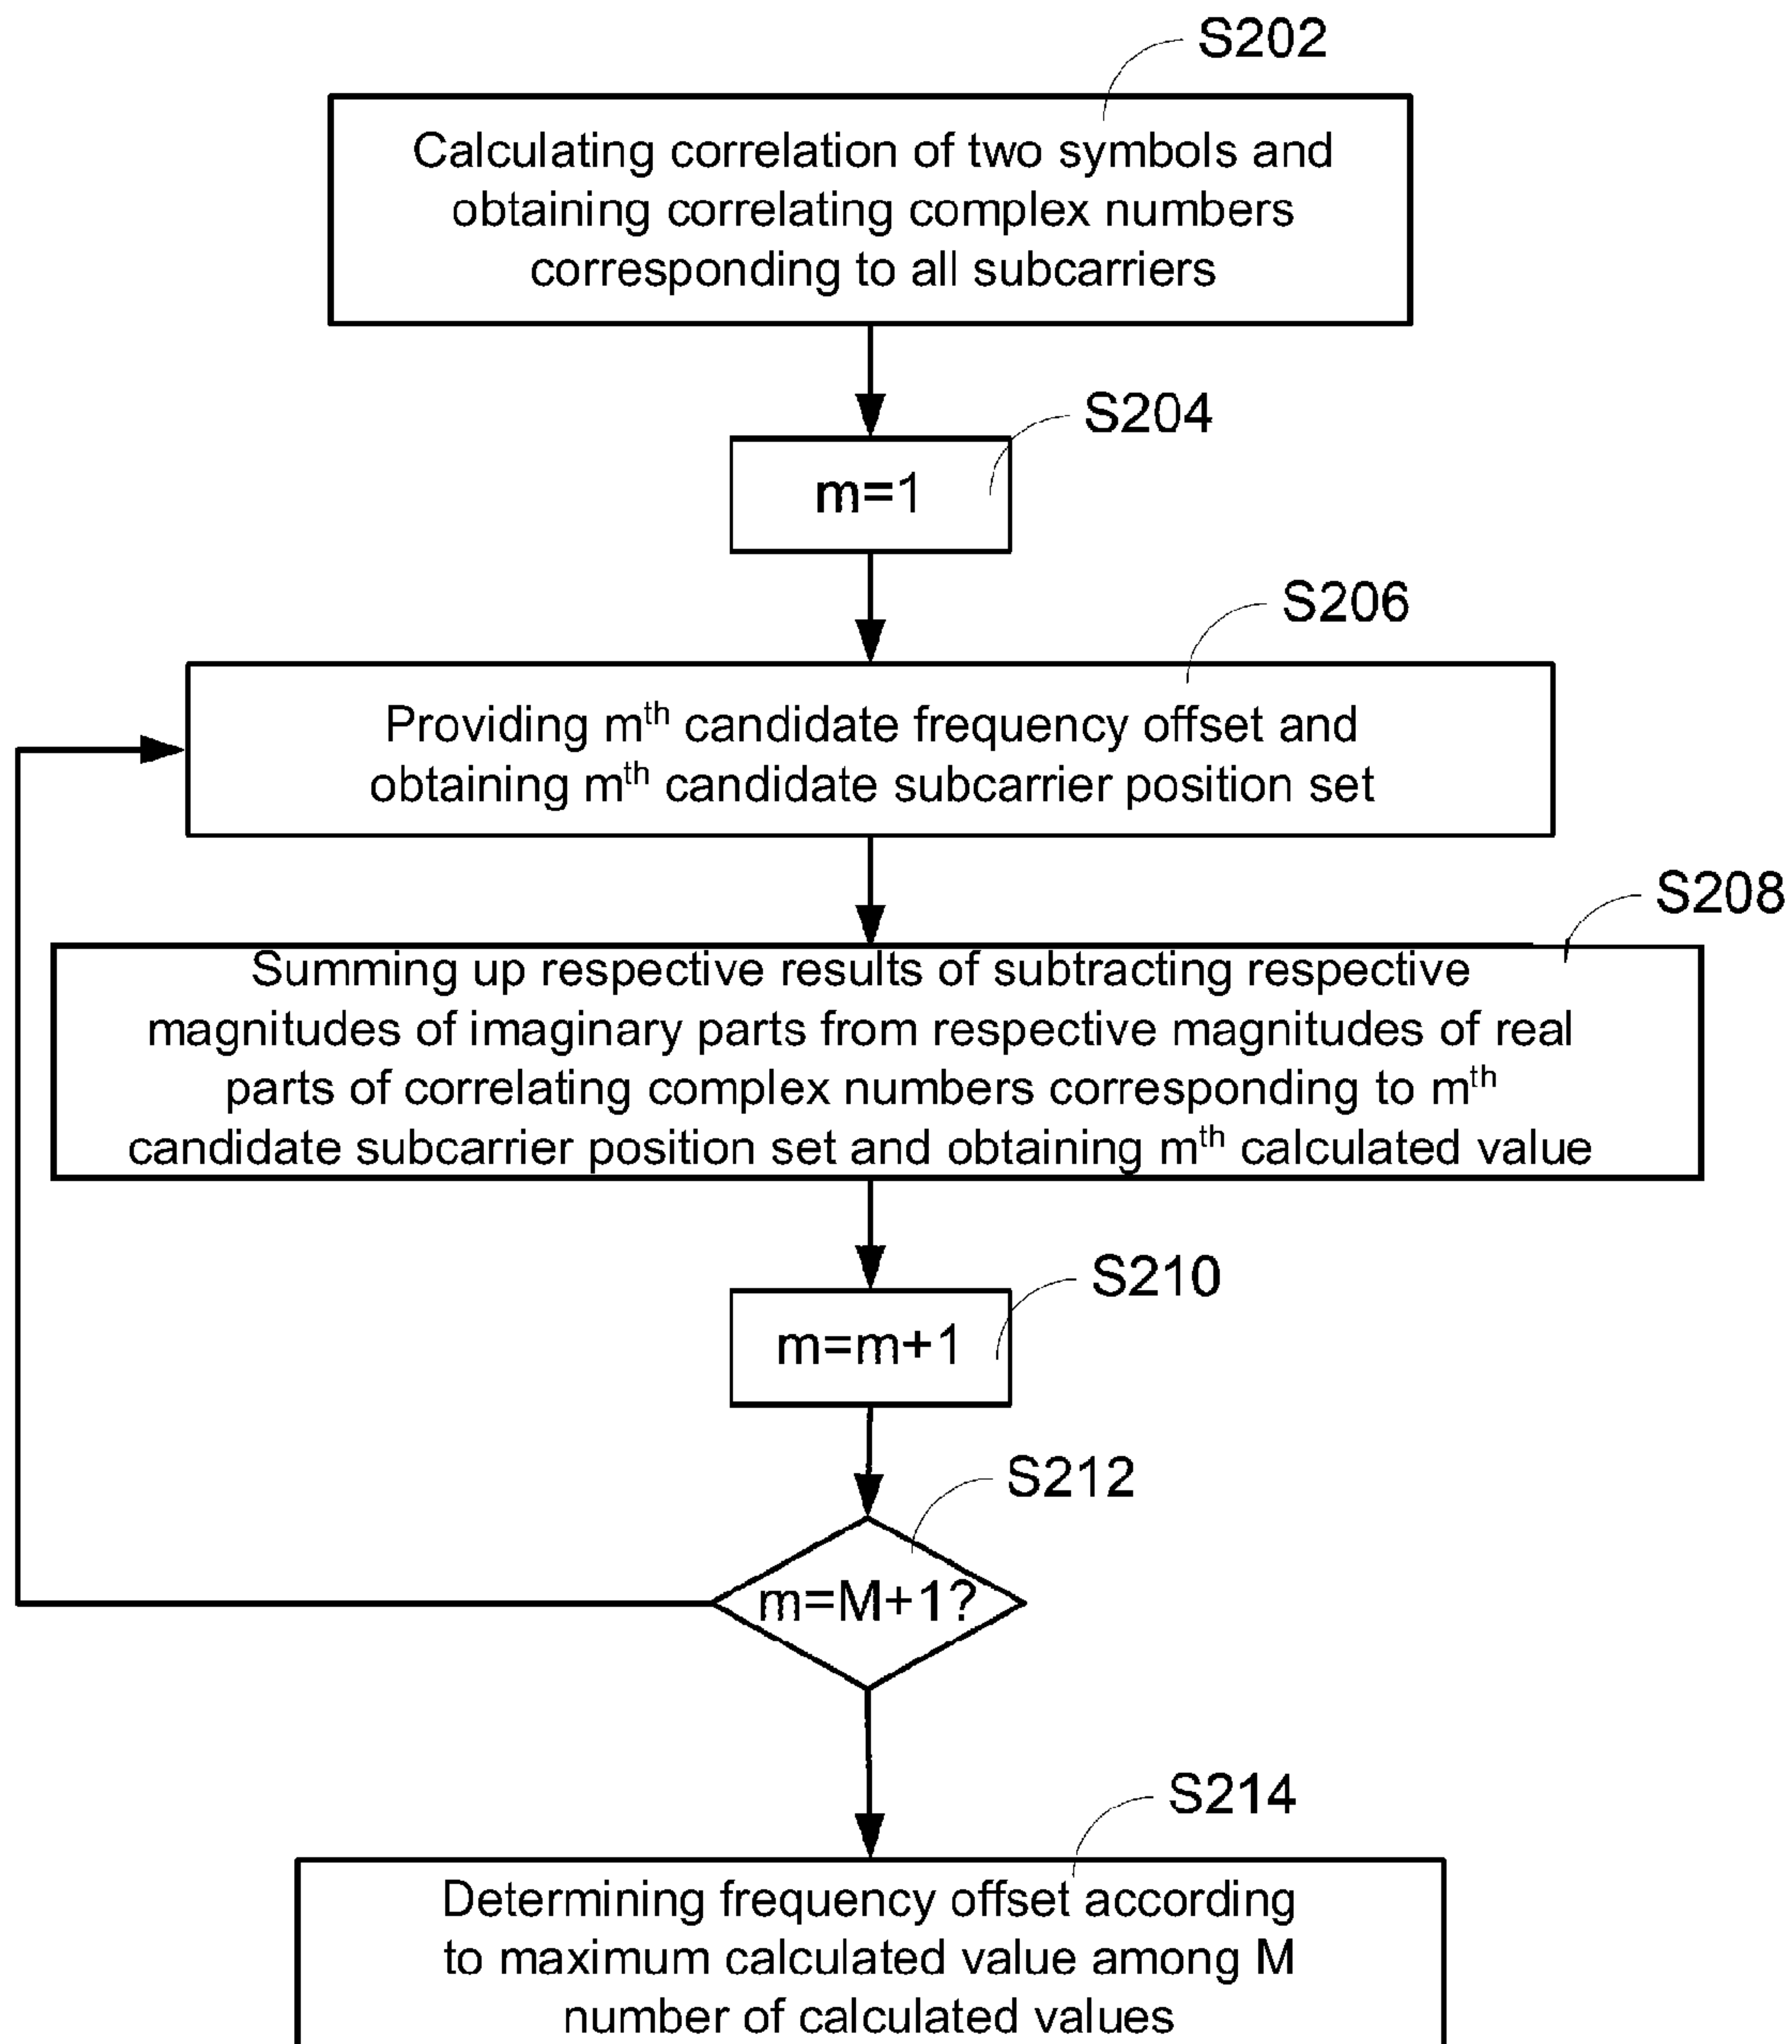 S202
Calculating correlation of two symbols and
obtaining correlating complex numbers
corresponding to all subcarriers
S204
m=1
S206
Providing mth candidate frequency offset and
obtaining mth candidate subcarrier position set
S208
Summing up respective results of subtracting respective
magnitudes of imaginary parts from respective magnitudes of real
parts of correlating complex numbers corresponding to mth
candidate subcarrier position set and obtaining mth calculated value
S210
m=m+1
S212
m=M+1?
S214
Determining frequency offset according
to maximum calculated value among M
number of calculated values